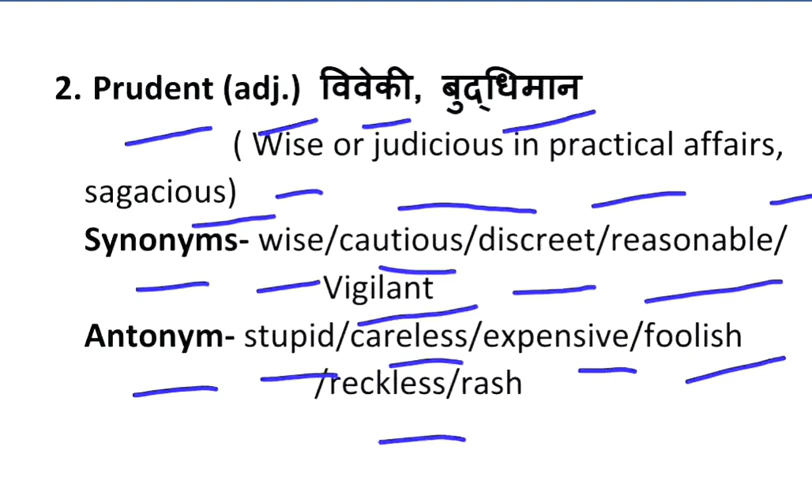 2. Prudent (adj.) विवेकी, बुद्धिमान
( Wise or judicious in practical affairs,
sagacious)
Synonyms- wise/cautious/discreet/reasonable/
Vigilant
Antonym- stupid/careless/expensive/foolish
/reckless/rash